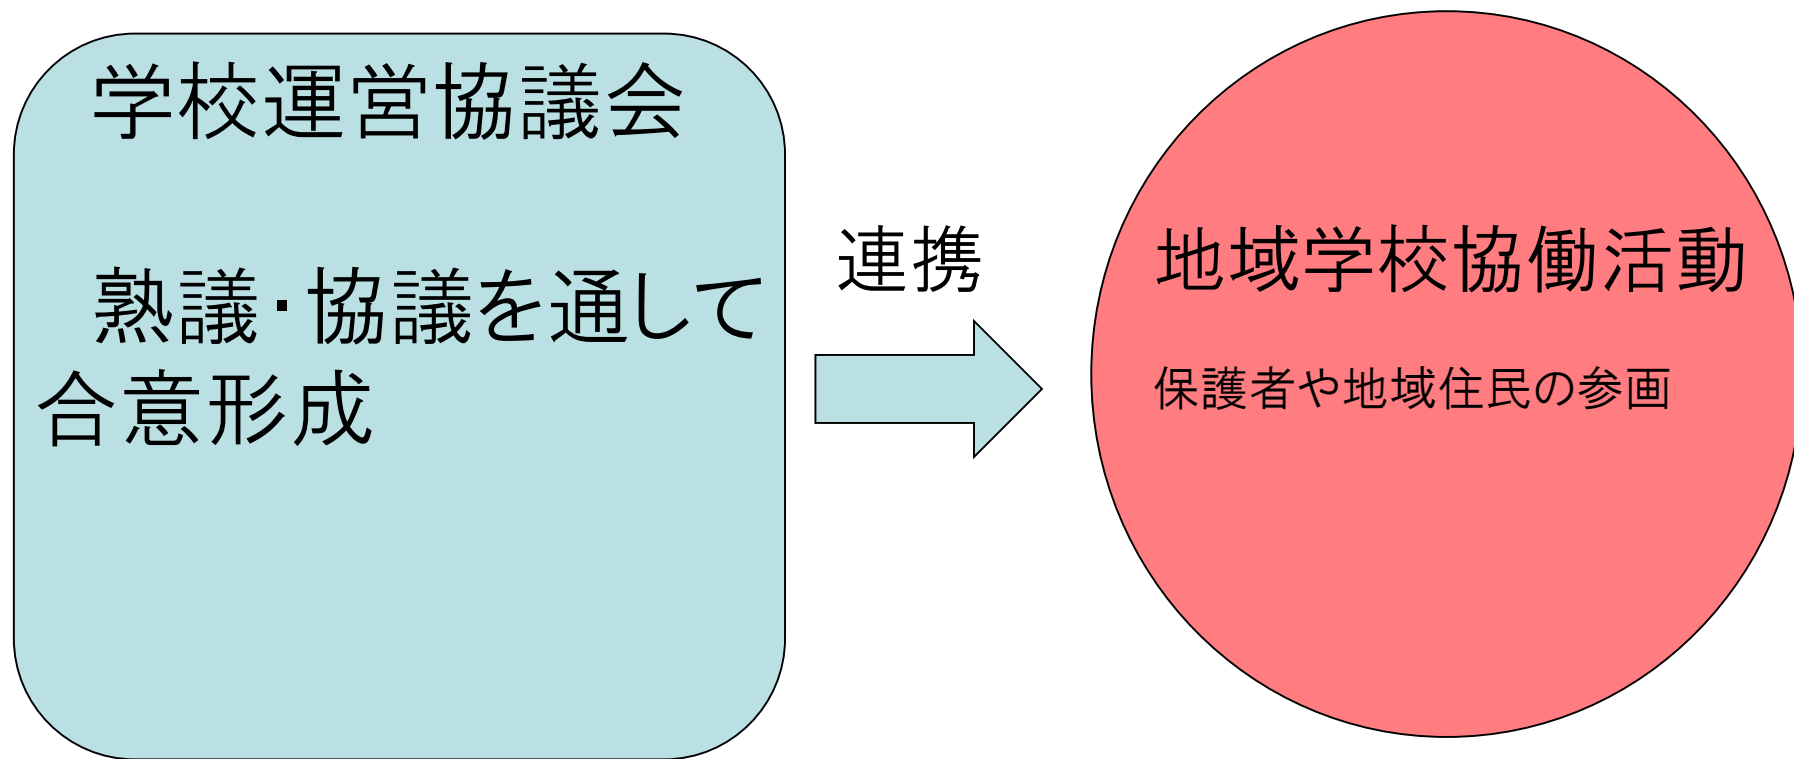 学校運営協議会
熟議・協議を通して
合意形成
連携
地域学校協働活動
保護者や地域住民の参画